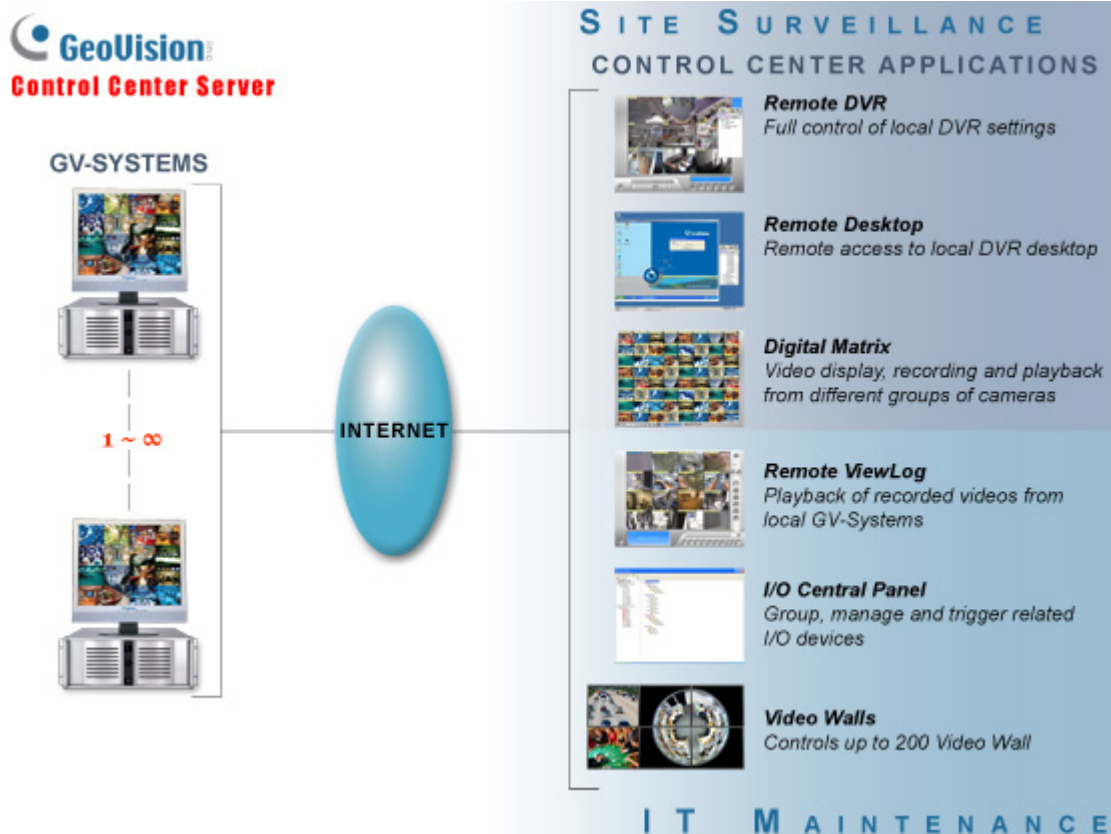 GeoVision
Control Center Server
GV-SYSTEMS
1 ~ ∞
INTERNET
SITE SURVEILLANCE
CONTROL CENTER APPLICATIONS
Remote DVR
Full control of local DVR settings
Remote Desktop
Remote access to local DVR desktop
Digital Matrix
Video display, recording and playback
from different groups of cameras
Remote ViewLog
Playback of recorded videos from
local GV-Systems
I/O Central Panel
Group, manage and trigger related
I/O devices
Video Walls
Controls up to 200 Video Wall
IT MAINTENANCE